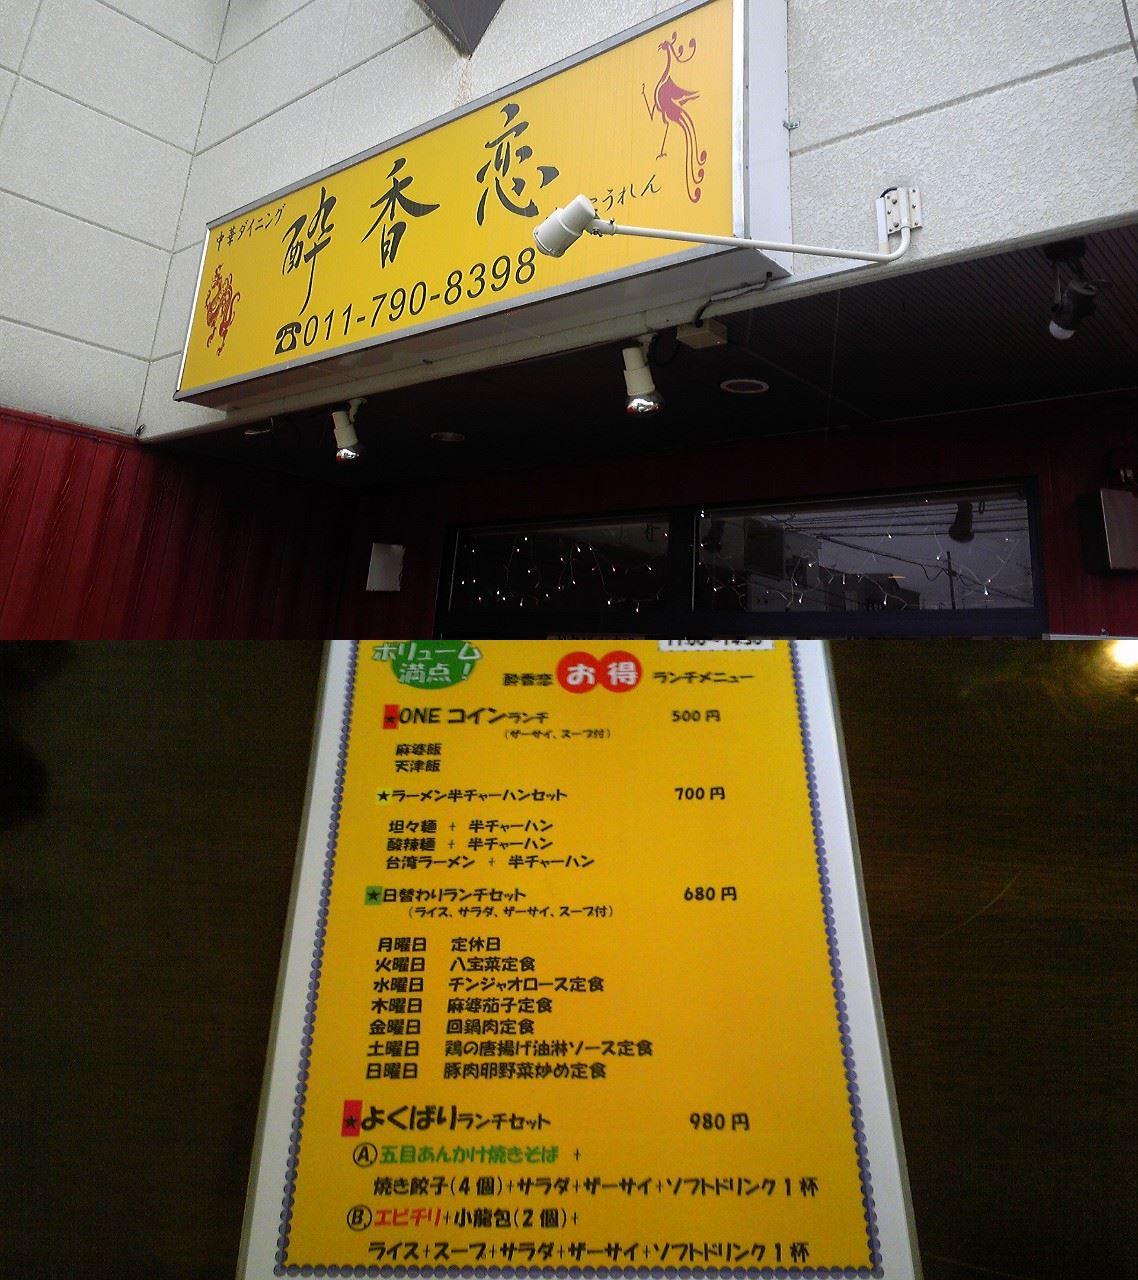 中華ダイニング
酔香恋
うれん
☎011-790-8398
ボリューム
満点！
酔香恋 お得 ランチメニュー
★ONE コインランチ 500円
(ザーサイ、スープ付)
麻婆飯
天津飯
★ラーメン半チャーハンセット 700円
坦々麺 + 半チャーハン
酸辣麺 + 半チャーハン
台湾ラーメン + 半チャーハン
★日替わりランチセット 680円
(ライス、サラダ、ザーサイ、スープ付)
月曜日 定休日
火曜日 八宝菜定食
水曜日 チンジャオロース定食
木曜日 麻婆茄子定食
金曜日 回鍋肉定食
土曜日 鶏の唐揚げ油淋ソース定食
日曜日 豚肉卵野菜炒め定食
★よくばりランチセット 980円
Ⓐ五目あんかけ焼きそば +
焼き餃子(4個)+サラダ+ザーサイ+ソフトドリンク1杯
Ⓑエビチリ+小龍包(2個)+
ライス+スープ+サラダ+ザーサイ+ソフトドリンク1杯